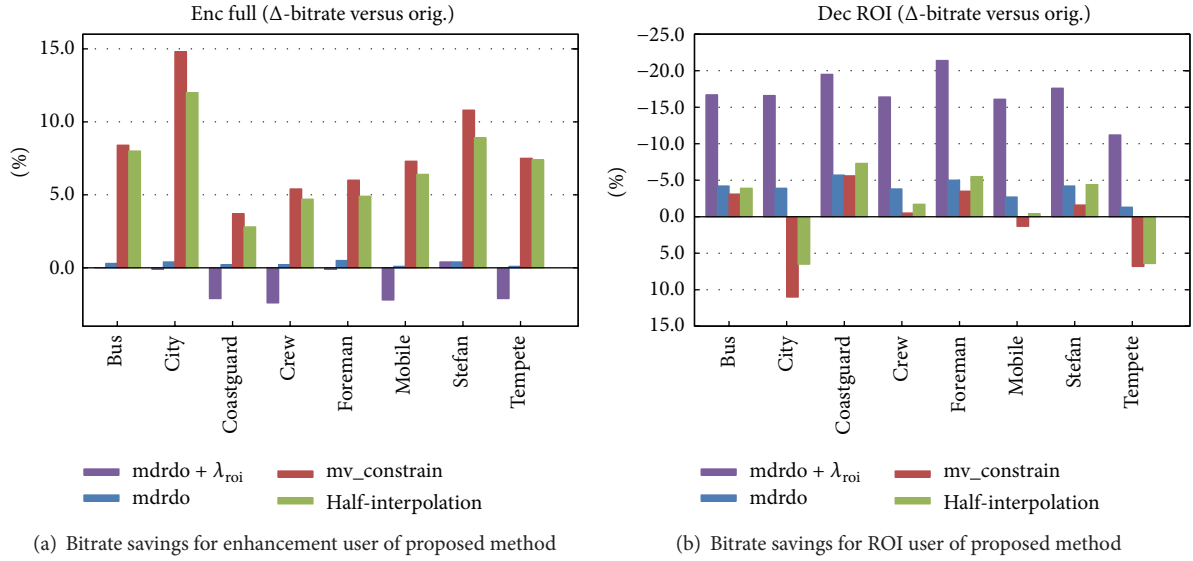 Enc full (Δ-bitrate versus orig.)
15.0
10.0
5.0
0.0
(%)
Bus
City
Coastguard
Crew
Foreman
Mobile
Stefan
Tempete
mdrdo + λroi
mdrdo
mv_constrain
Half-interpolation
(a) Bitrate savings for enhancement user of proposed method
Dec ROI (Δ-bitrate versus orig.)
−25.0
−20.0
−15.0
−10.0
−5.0
0.0
5.0
10.0
15.0
(%)
Bus
City
Coastguard
Crew
Foreman
Mobile
Stefan
Tempete
mdrdo + λroi
mdrdo
mv_constrain
Half-interpolation
(b) Bitrate savings for ROI user of proposed method